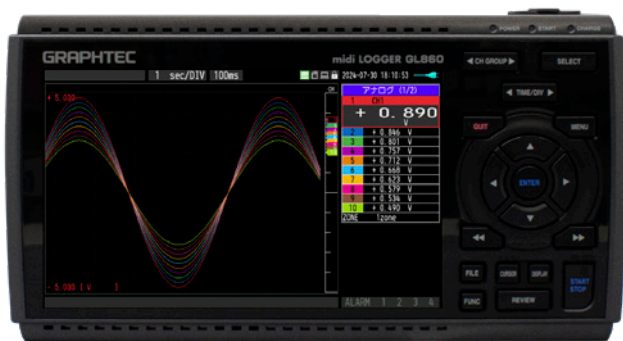 POWER START CHARGE
GRAPHTEC
midi LOGGER GL860
1 sec/DIV 100ms
2024-07-30 18:10:53
+ 5.000
- 5.000 [ V ]
CH
アナログ (1/2)
1 CH1
+ 0.890
V
2 + 0.846 V
3 + 0.801 V
4 + 0.757 V
5 + 0.712 V
6 + 0.668 V
7 + 0.623 V
8 + 0.579 V
9 + 0.534 V
10 + 0.490 V
ZONE 1zone
ALARM 1 2 3 4
CH GROUP
SELECT
TIME/DIV
QUIT
MENU
ENTER
FILE
CURSOR
DISPLAY
START
STOP
FUNC
REVIEW